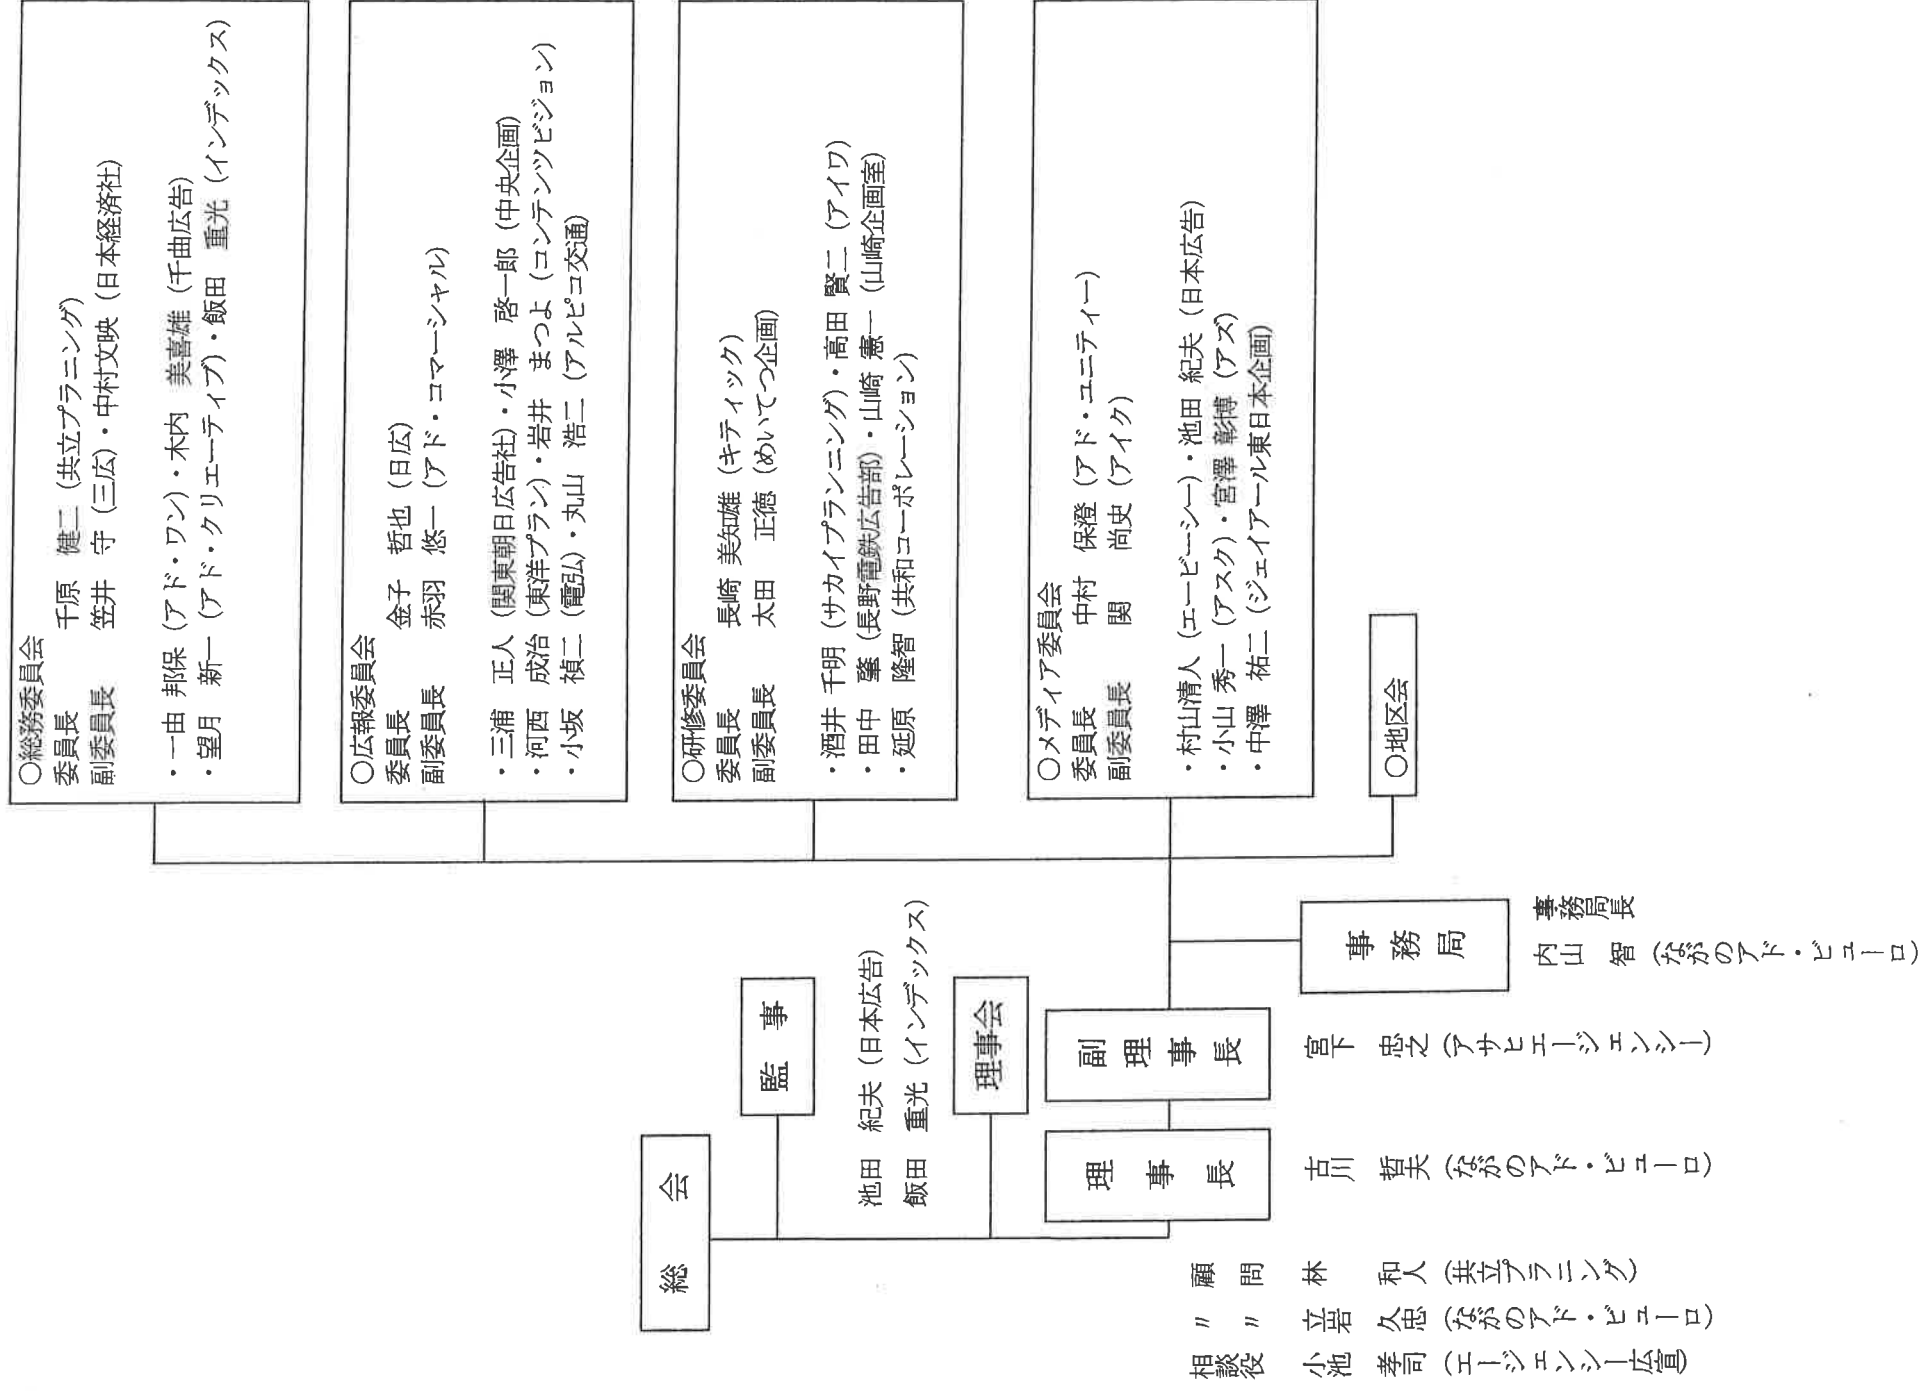 総　会
監　事
池田　紀夫（日本広告）
飯田　重光（インデックス）
理事会
理事長
古川　哲夫（ながのアド・ビューロ）
副理事長
宮下　忠之（アサヒエージェンシー）
顧　問　林　　和人（共立プラニング）
〃　〃　立岩　久忠（ながのアド・ビューロ）
相談役　小池　孝司（エージェンシー広宣）
事務局
事務局長
内山　智（ながのアド・ビューロ）
○総務委員会
委員長　千原　健二（共立プラニング）
副委員長　笠井　守（三広）・中村文映（日本経済社）
・一由 邦保（アド・ワン）・木内　美喜雄（千曲広告）
・望月　新一（アド・クリエーティブ）・飯田　重光（インデックス）
○広報委員会
委員長　金子　哲也（日広）
副委員長　赤羽　悠一（アド・コマーシャル）
・三浦　正人（関東朝日広告社）・小澤　啓一郎（中央企画）
・河西　成治（東洋プラン）・岩井　まつよ（コンテンツビジョン）
・小坂　禎二（電弘）・丸山　浩二（アルピコ交通）
○研修委員会
委員長　長崎 美知雄（キティック）
副委員長　太田　正徳（めいてつ企画）
・酒井 千明（サカイプランニング）・高田 賢二（アイワ）
・田中　肇（長野電鉄広告部）・山崎 憲一（山崎企画室）
・延原　隆智（共和コーポレーション）
○メディア委員会
委員長　中村　保澄（アド・ユニティー）
副委員長　関　尚史（アイク）
・村山清人（エービーシー）・池田 紀夫（日本広告）
・小山 秀一（アスク）・宮澤 彰博（アズ）
・中澤　祐二（ジェイアール東日本企画）
○地区会